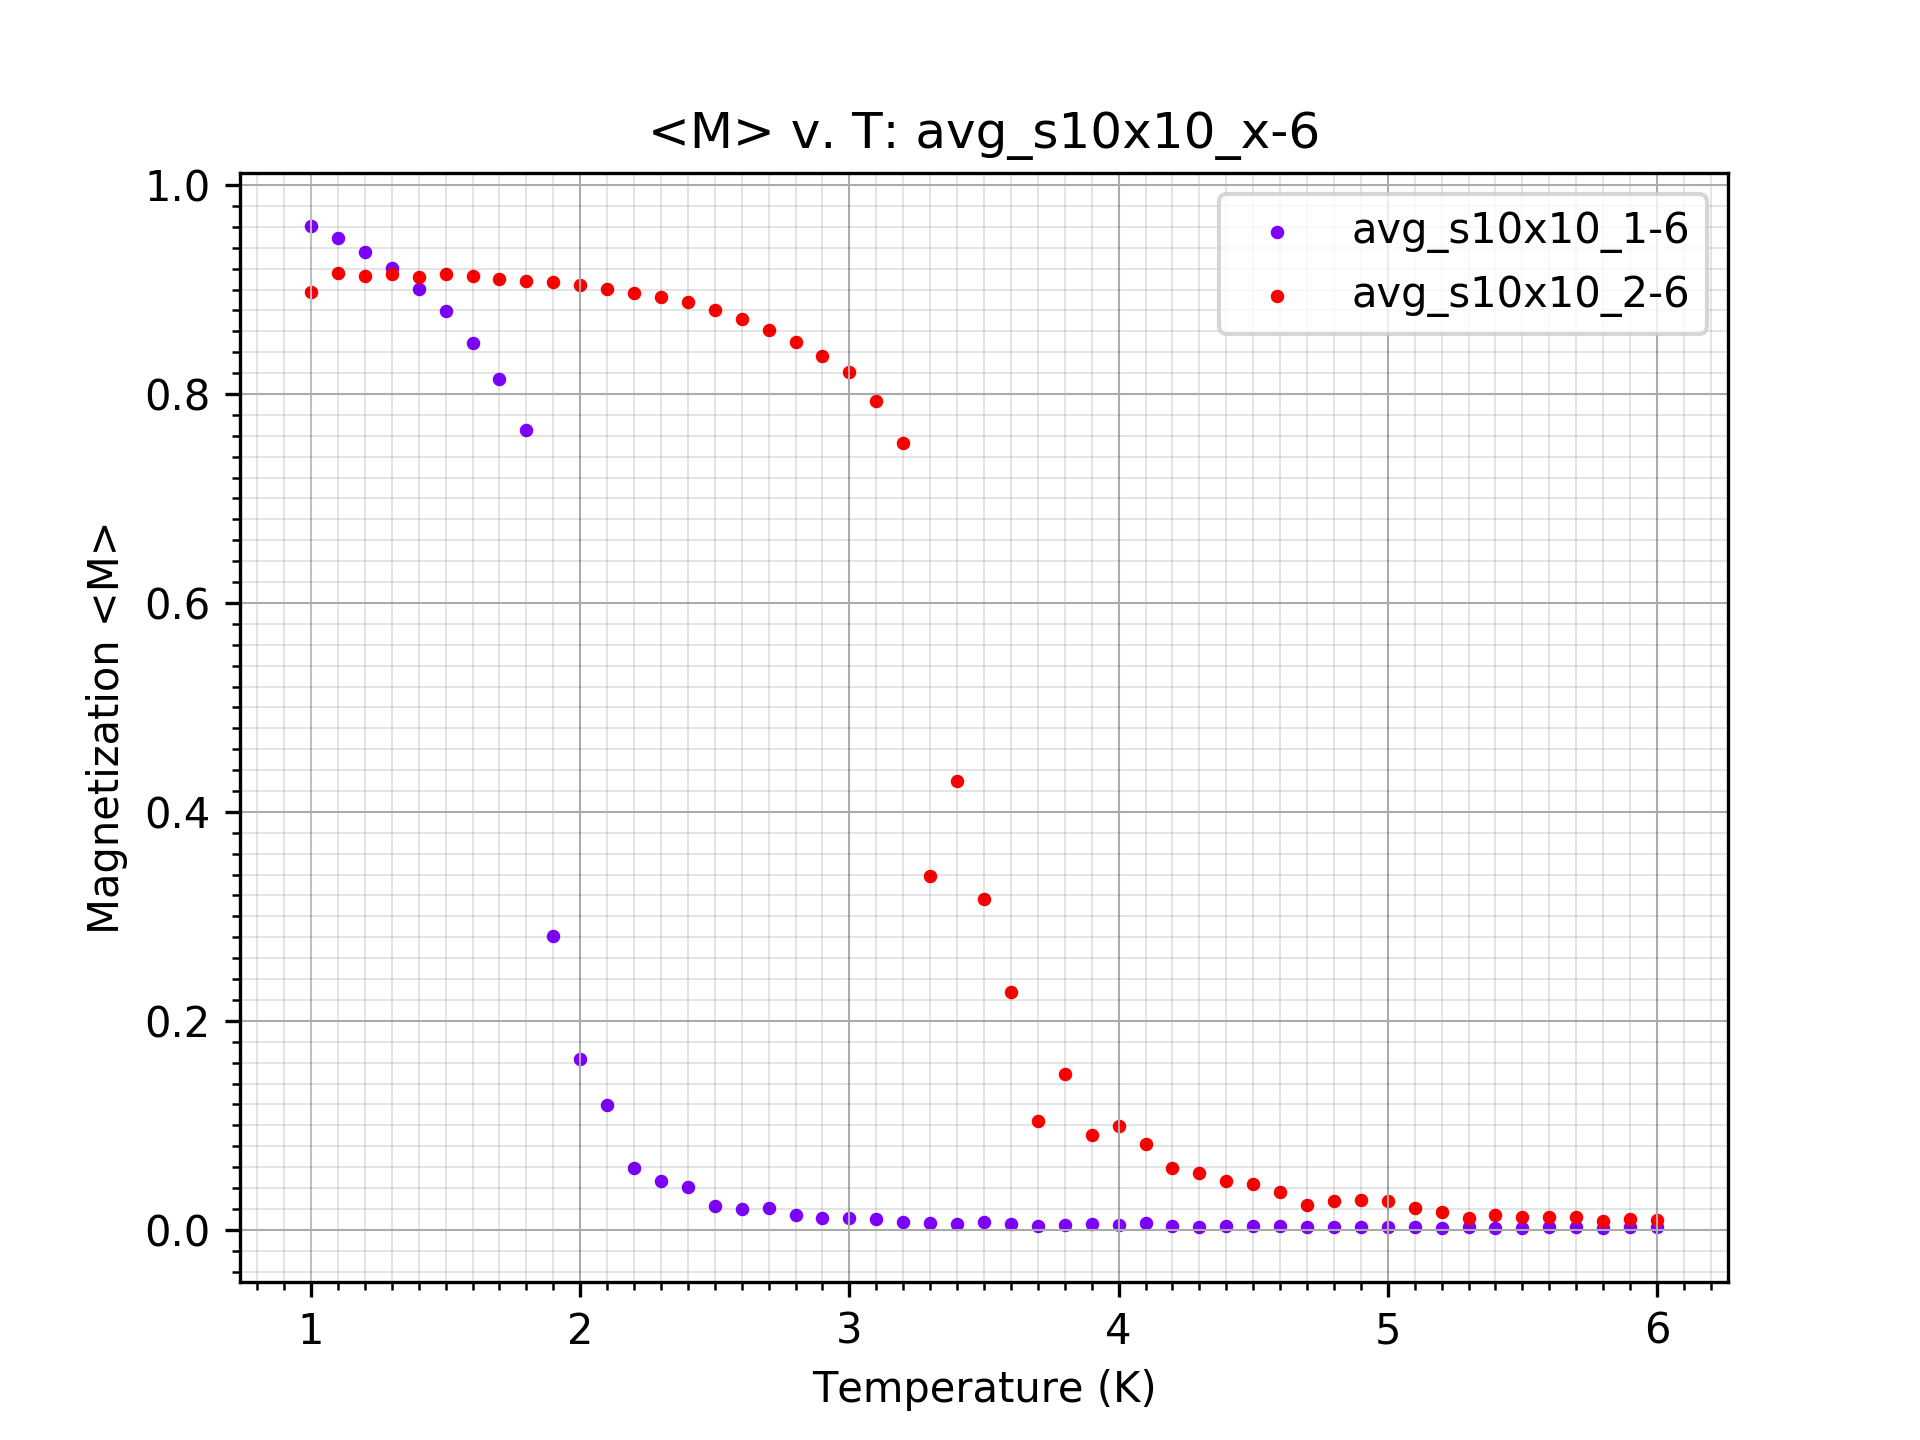 <M> v. T: avg_s10x10_x-6
avg_s10x10_1-6
avg_s10x10_2-6
Magnetization <M>
1.0
0.8
0.6
0.4
0.2
0.0
1 2 3 4 5 6
Temperature (K)